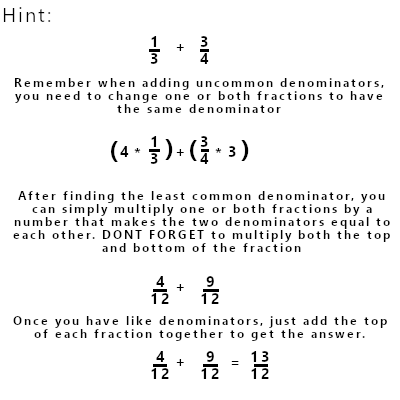 Hint:
1/3 + 3/4
Remember when adding uncommon denominators,
you need to change one or both fractions to have
the same denominator
(4 * 1/3) + (3/4 * 3)
After finding the least common denominator, you
can simply multiply one or both fractions by a
number that makes the two denominators equal to
each other. DONT FORGET to multiply both the top
and bottom of the fraction
4/12 + 9/12
Once you have like denominators, just add the top
of each fraction together to get the answer.
4/12 + 9/12 = 13/12